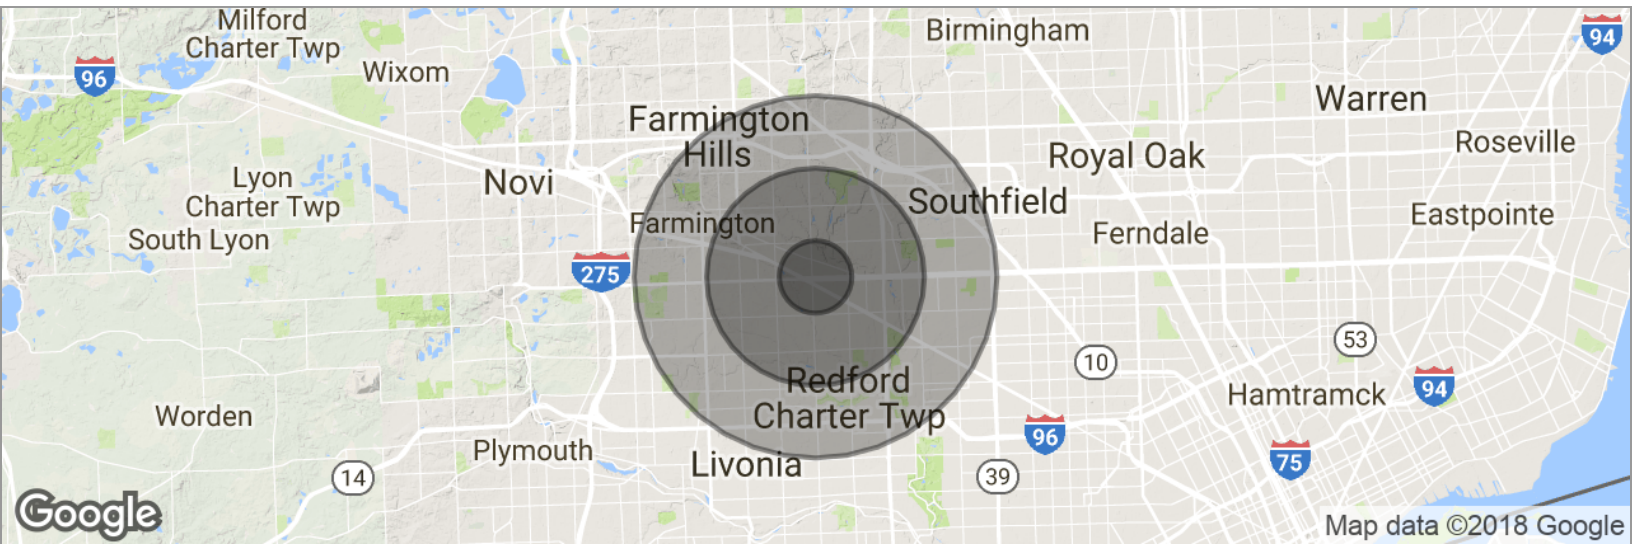 Milford
Charter Twp
Birmingham
94
96
Wixom
Farmington
Hills
Warren
Roseville
Royal Oak
Lyon
Charter Twp
Novi
Southfield
Eastpointe
South Lyon
Farmington
Ferndale
275
53
10
Redford
Charter Twp
Hamtramck
94
Worden
96
Plymouth
Livonia
75
14
39
Google
Map data ©2018 Google